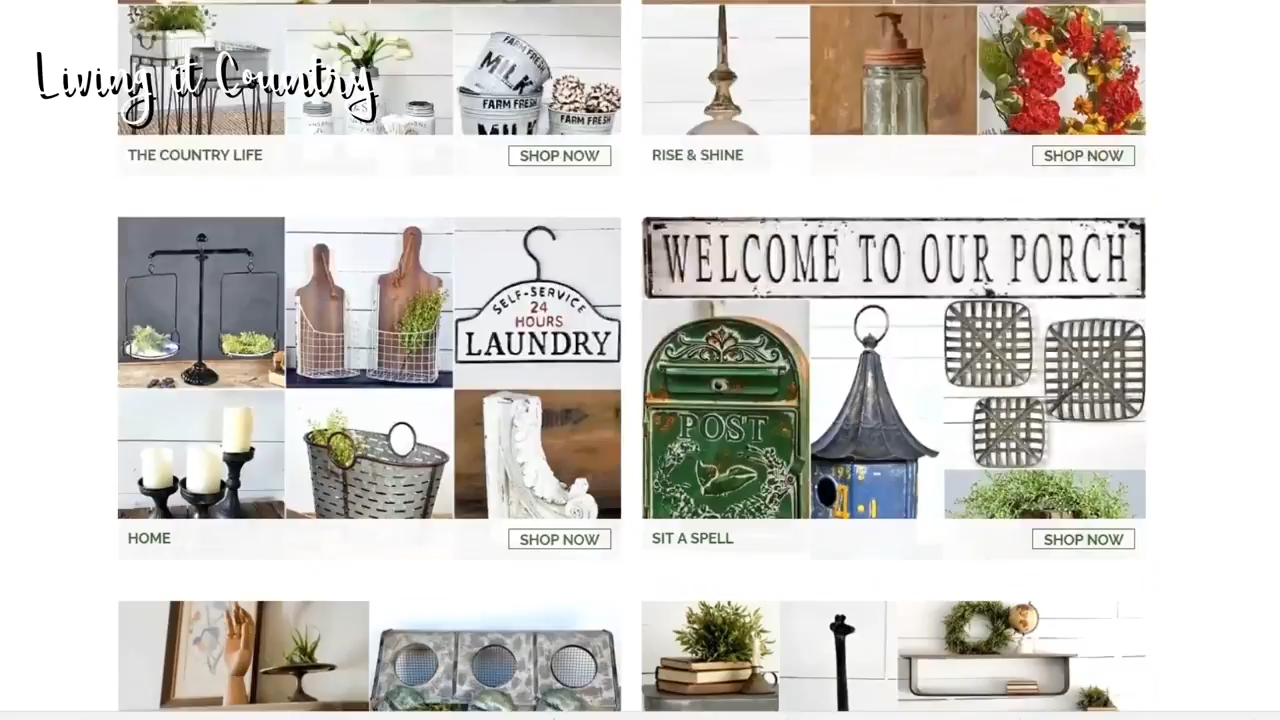 Living it Country
FARM FRESH
MILK
FARM FRESH
MILK
FARM FRESH
THE COUNTRY LIFE
SHOP NOW
RISE & SHINE
SHOP NOW
SELF-SERVICE
24
HOURS
LAUNDRY
WELCOME TO OUR PORCH
POST
HOME
SHOP NOW
SIT A SPELL
SHOP NOW